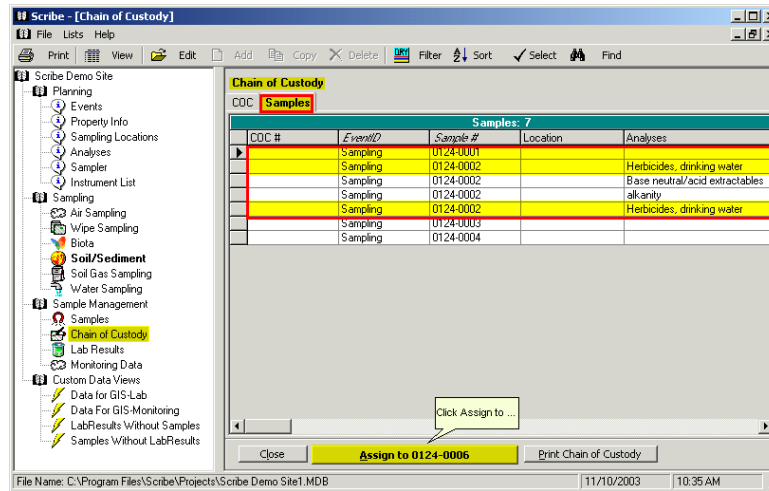 Scribe - [Chain of Custody]
File Lists Help
Print View Edit Add Copy Delete DRY Filter Sort Select Find
Scribe Demo Site
Planning
Events
Property Info
Sampling Locations
Analyses
Sampler
Instrument List
Sampling
Air Sampling
Wipe Sampling
Biota
Soil/Sediment
Soil Gas Sampling
Water Sampling
Sample Management
Samples
Chain of Custody
Lab Results
Monitoring Data
Custom Data Views
Data for GIS-Lab
Data For GIS-Monitoring
LabResults Without Samples
Samples Without LabResults
Chain of Custody
COC Samples
Samples: 7
COC # EventID Sample # Location Analyses
Sampling 0124-0001
Sampling 0124-0002 Herbicides, drinking water
Sampling 0124-0002 Base neutral/acid extractables
Sampling 0124-0002 alkanity
Sampling 0124-0002 Herbicides, drinking water
Sampling 0124-0003
Sampling 0124-0004
Click Assign to ...
Close Assign to 0124-0006 Print Chain of Custody
File Name: C:\Program Files\Scribe\Projects\Scribe Demo Site1.MDB 11/10/2003 10:35 AM